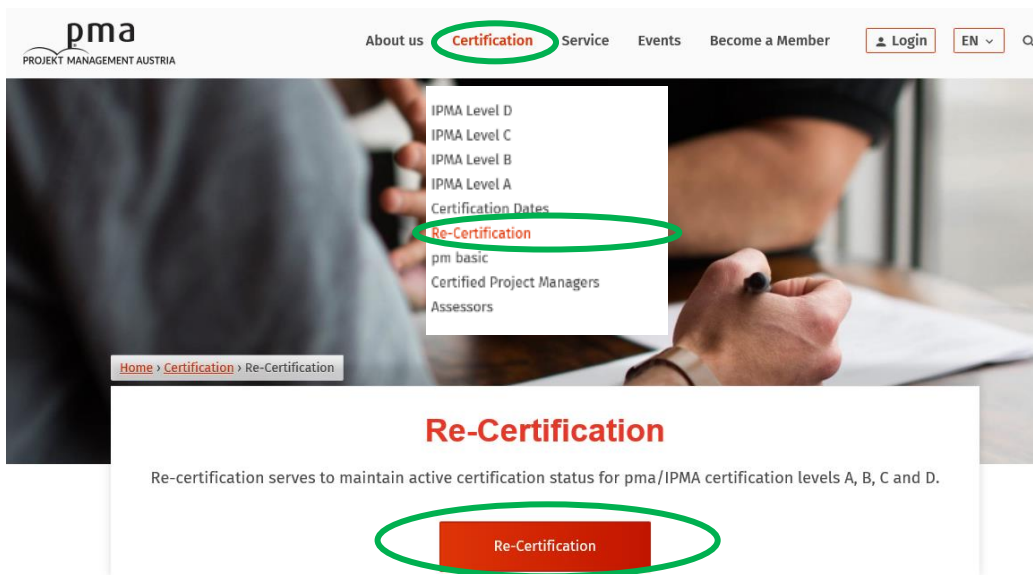 pma
PROJEKT MANAGEMENT AUSTRIA
About us Certification Service Events Become a Member Login EN
IPMA Level D
IPMA Level C
IPMA Level B
IPMA Level A
Certification Dates
Re-Certification
pm basic
Certified Project Managers
Assessors
Home › Certification › Re-Certification
Re-Certification
Re-certification serves to maintain active certification status for pma/IPMA certification levels A, B, C and D.
Re-Certification